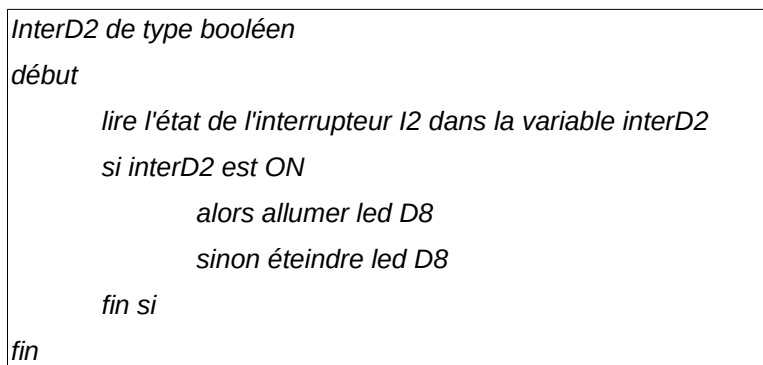 InterD2 de type booléen
début
lire l'état de l'interrupteur I2 dans la variable interD2
si interD2 est ON
alors allumer led D8
sinon éteindre led D8
fin si
fin